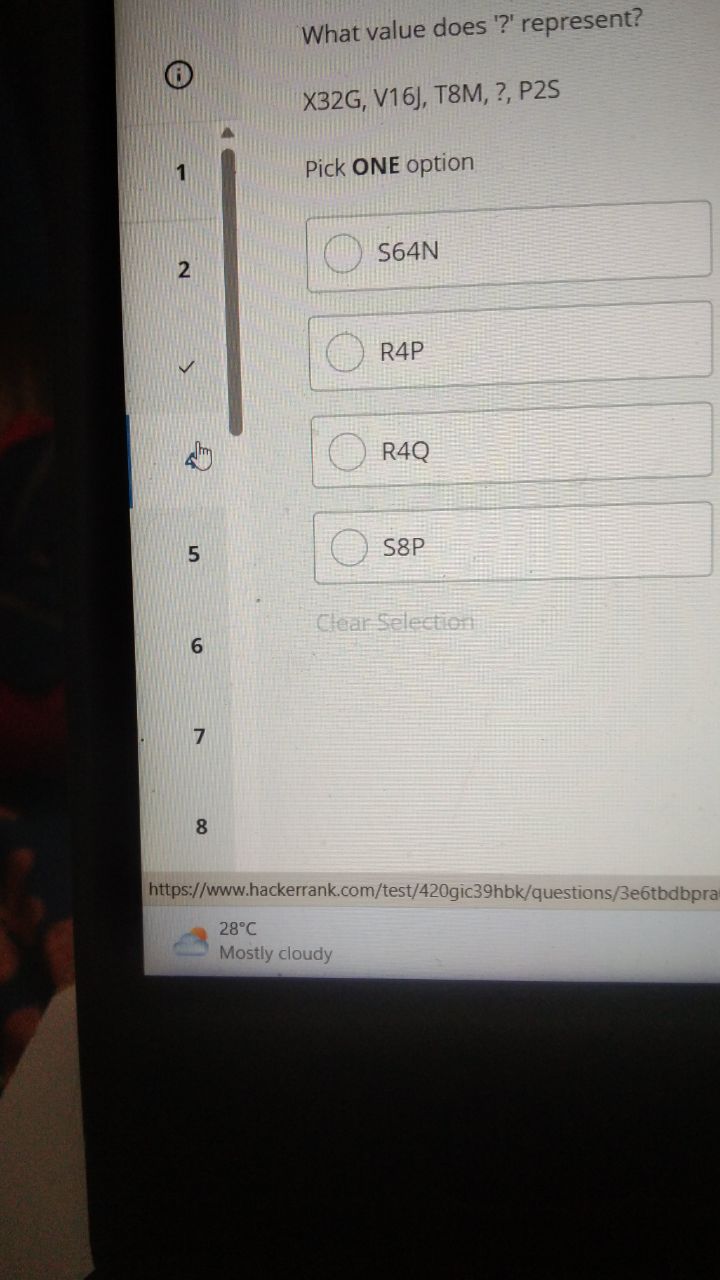 What value does '?' represent?
X32G, V16J, T8M, ?, P2S
Pick ONE option
S64N
R4P
R4Q
S8P
Clear Selection
1
2
4
5
6
7
8
https://www.hackerrank.com/test/420gic39hbk/questions/3e6tbdbpra
28°C
Mostly cloudy